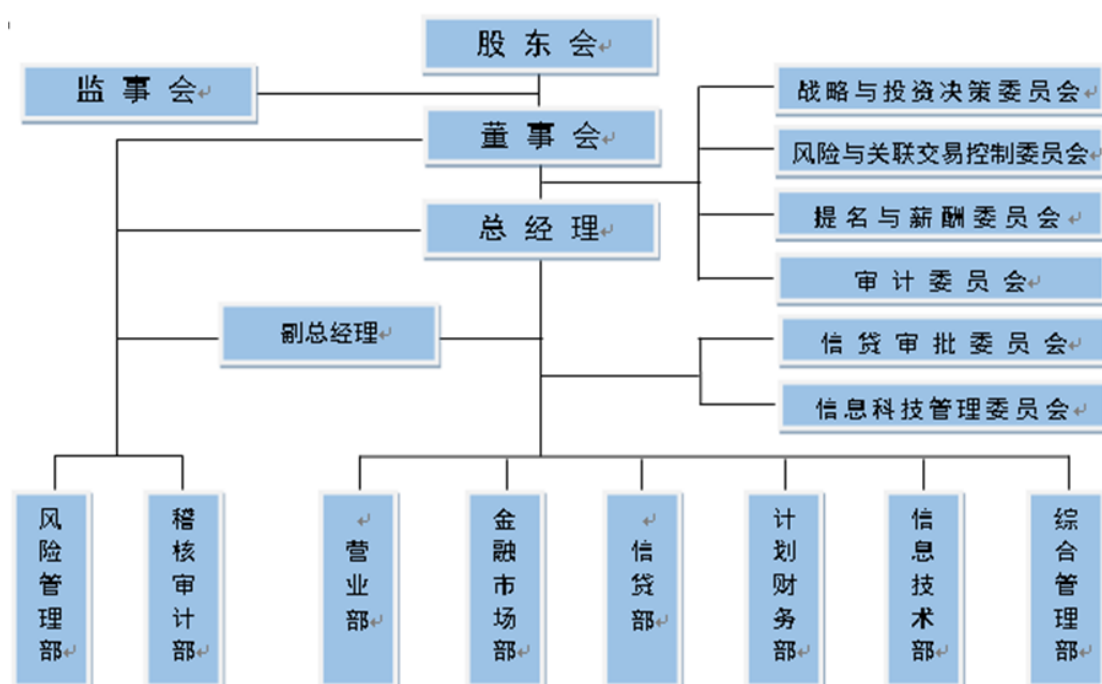 股东会
监事会
战略与投资决策委员会
董事会
风险与关联交易控制委员会
总经理
提名与薪酬委员会
审计委员会
副总经理
信贷审批委员会
信息科技管理委员会
风险管理部
稽核审计部
营业部
金融市场部
信贷部
计划财务部
信息技术部
综合管理部